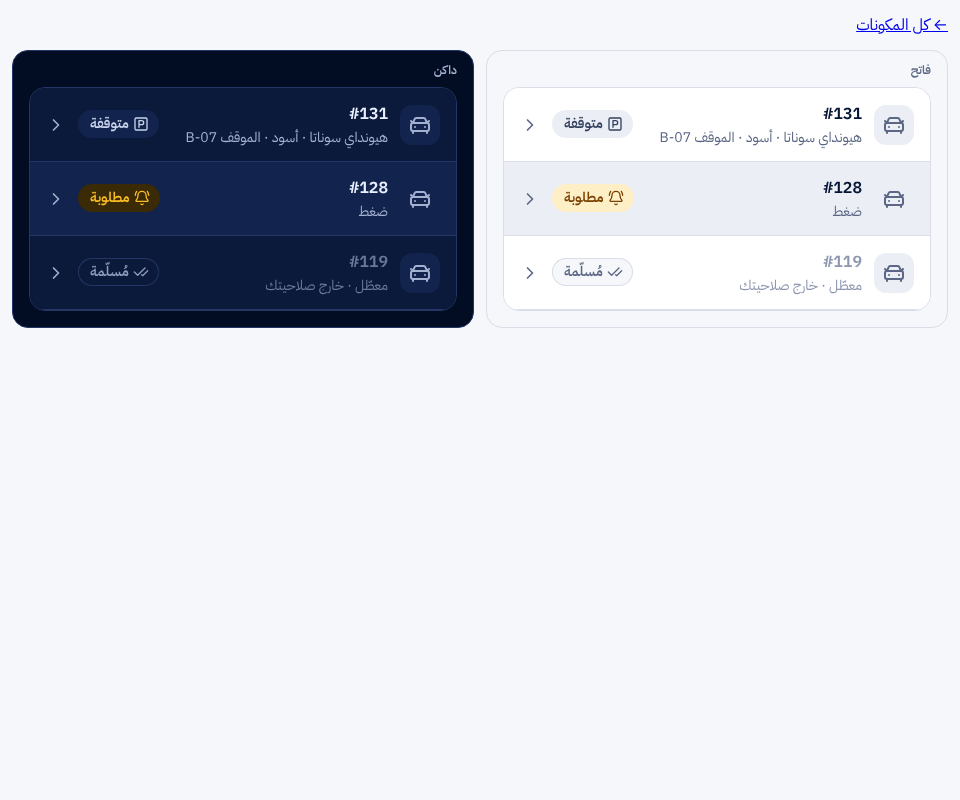 ← كل المكونات
فاتح
#131
هيونداي سوناتا · أسود · الموقف B-07
متوقفة
#128
ضغط
مطلوبة
#119
معطّل · خارج صلاحيتك
مُسلّمة
داكن
#131
هيونداي سوناتا · أسود · الموقف B-07
متوقفة
#128
ضغط
مطلوبة
#119
معطّل · خارج صلاحيتك
مُسلّمة